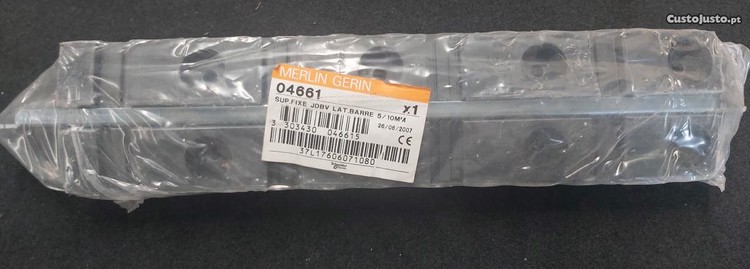 CustoJusto.pt
MERLIN GERIN
04661 x1
SUP.FIXE JDBV LAT.BARRE 5/10M*4
26/06/2007
3 303430 046615 CE
37L17606071080
Schneider